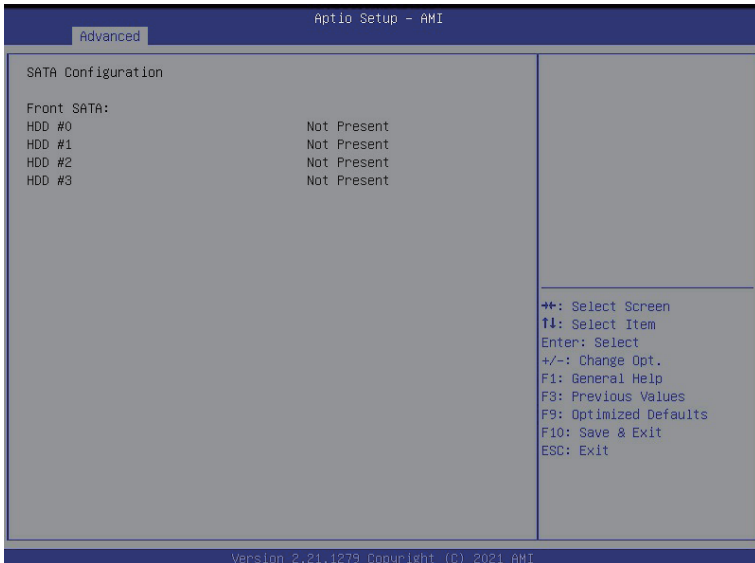 Aptio Setup – AMI
Advanced
SATA Configuration
Front SATA:
HDD #0 Not Present
HDD #1 Not Present
HDD #2 Not Present
HDD #3 Not Present
→←: Select Screen
↑↓: Select Item
Enter: Select
+/-: Change Opt.
F1: General Help
F3: Previous Values
F9: Optimized Defaults
F10: Save & Exit
ESC: Exit
Version 2.21.1279 Copyright (C) 2021 AMI